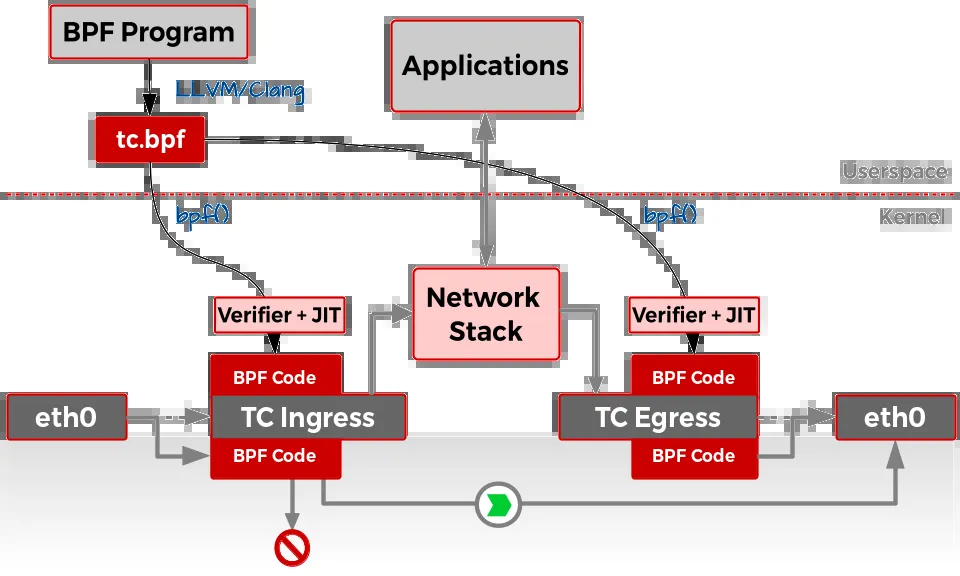 BPF Program
LLVM/Clang
Applications
tc.bpf
Userspace
bpf()
bpf()
Kernel
Network
Stack
Verifier + JIT
Verifier + JIT
BPF Code
BPF Code
eth0
TC Ingress
TC Egress
eth0
BPF Code
BPF Code